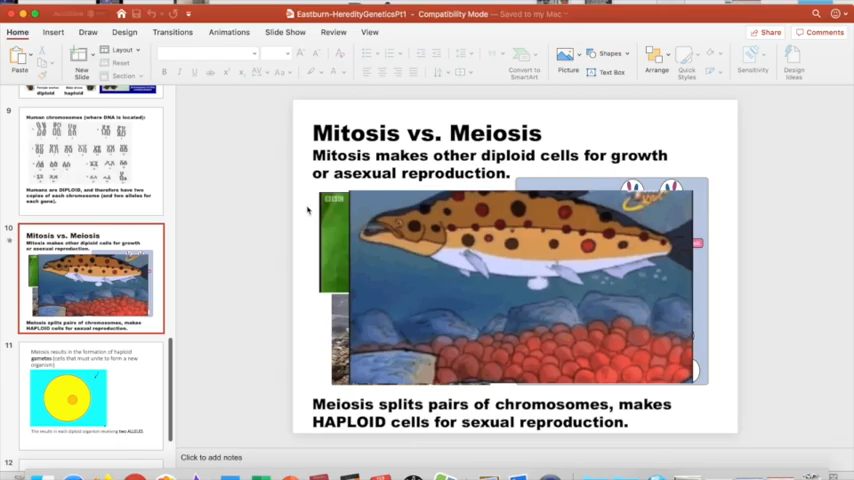 Eastburn-HeredityGeneticsPt1 - Compatibility Mode — Saved to my Mac
Home Insert Draw Design Transitions Animations Slide Show Review View Share Comments
Paste
New Slide
Layout
Reset
Section
Convert to SmartArt
Picture
Shapes
Text Box
Arrange
Quick Styles
Sensitivity
Design Ideas
diploid haploid
9
Human chromosomes (where DNA is located):
Humans are DIPLOID, and therefore have two
copies of each chromosome (and two alleles for
each gene).
10
Mitosis vs. Meiosis
Mitosis makes other diploid cells for growth
or asexual reproduction.
Meiosis splits pairs of chromosomes, makes
HAPLOID cells for sexual reproduction.
11
Meiosis results in the formation of haploid
gametes (cells that must unite to form a new
organism)
The result is each diploid organism receiving two ALLELES.
12
Mitosis vs. Meiosis
Mitosis makes other diploid cells for growth
or asexual reproduction.
BBC
Meiosis splits pairs of chromosomes, makes
HAPLOID cells for sexual reproduction.
Click to add notes